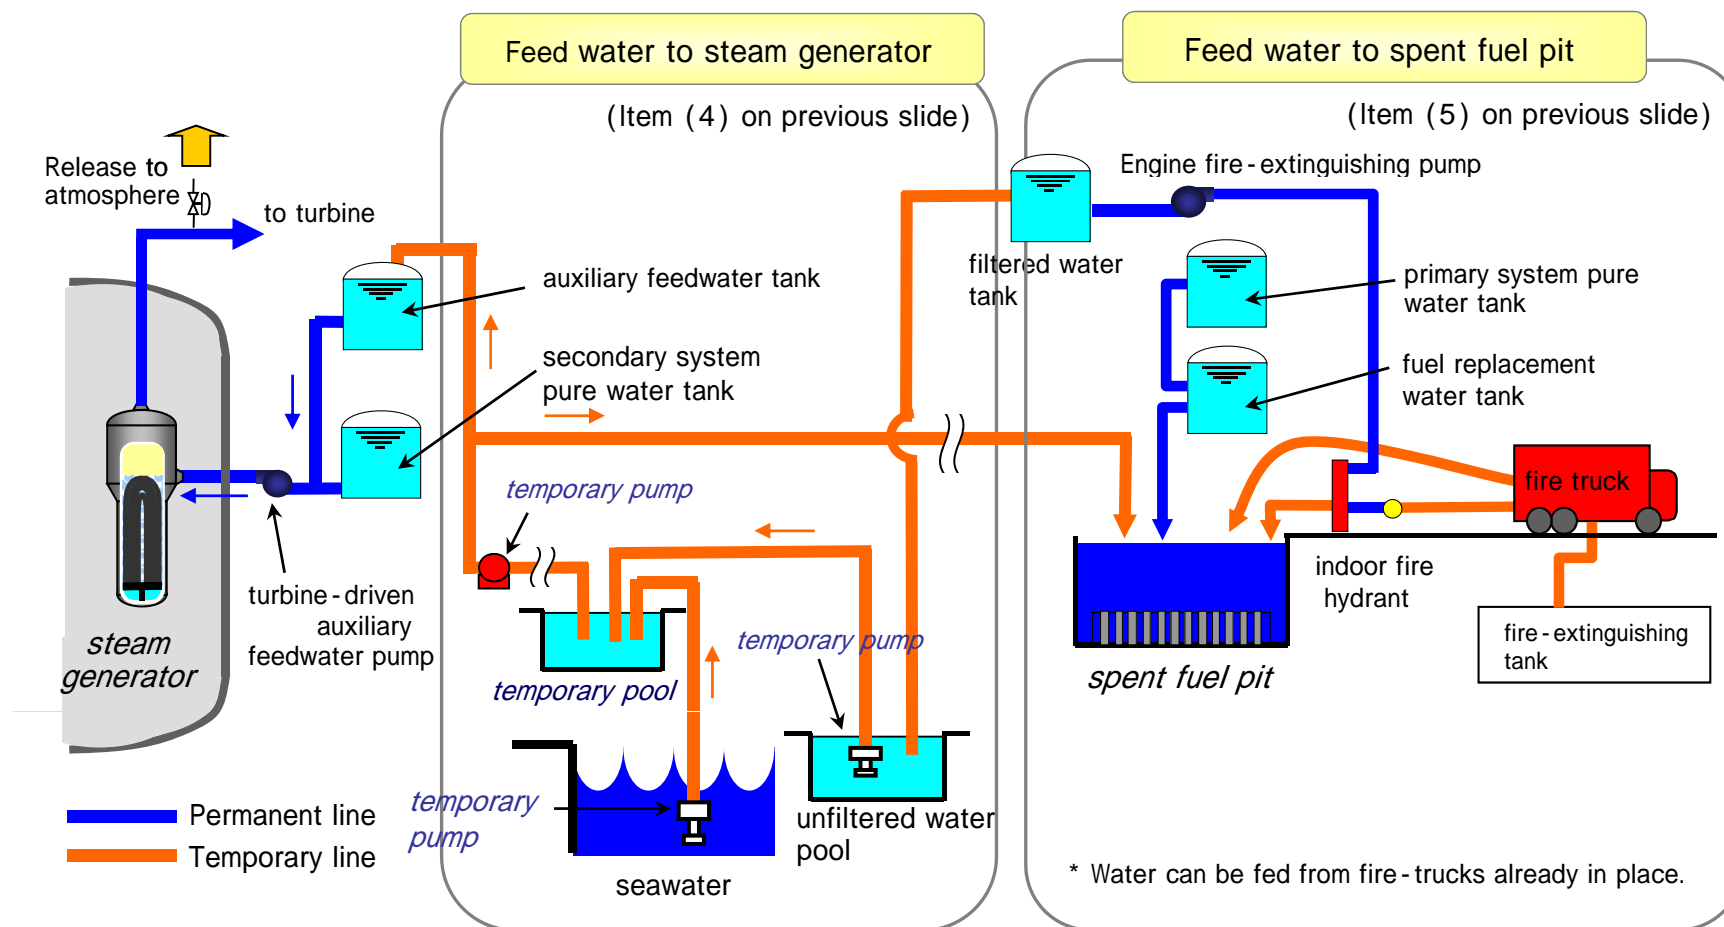 Feed water to steam generator
Feed water to spent fuel pit
(Item (4) on previous slide)
(Item (5) on previous slide)
Release to
atmosphere
to turbine
Engine fire-extinguishing pump
auxiliary feedwater tank
filtered water
tank
primary system pure
water tank
secondary system
pure water tank
fuel replacement
water tank
temporary pump
fire truck
turbine-driven
auxiliary
feedwater pump
steam
generator
indoor fire
hydrant
temporary pump
fire-extinguishing
tank
temporary pool
spent fuel pit
Permanent line
Temporary line
temporary
pump
unfiltered water
pool
seawater
* Water can be fed from fire-trucks already in place.